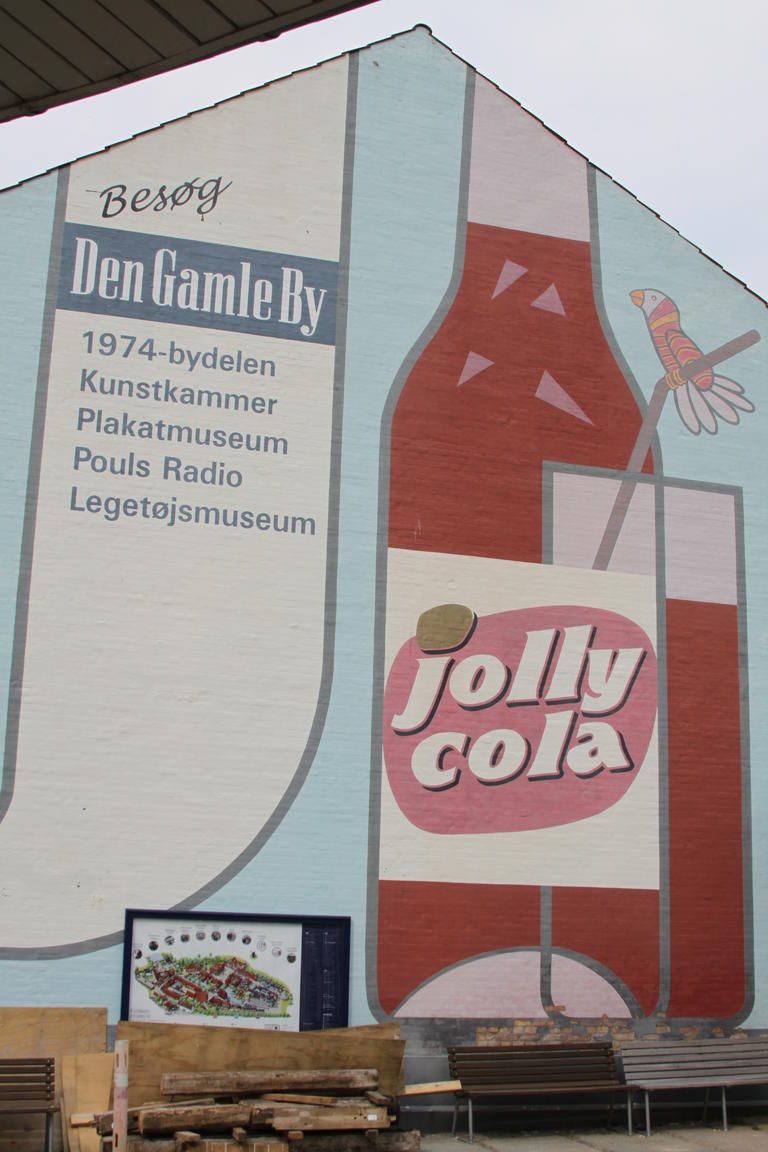 Besøg
Den Gamle By
1974-bydelen
Kunstkammer
Plakatmuseum
Pouls Radio
Legetøjsmuseum
jolly
cola